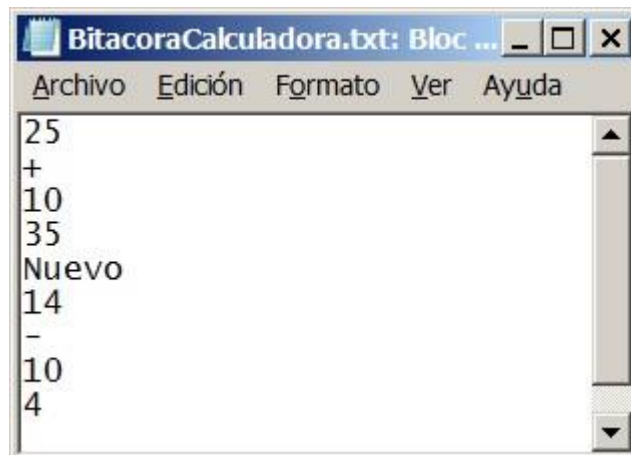 BitacoraCalculadora.txt: Bloc ...
Archivo Edición Formato Ver Ayuda
25
+
10
35
Nuevo
14
-
10
4